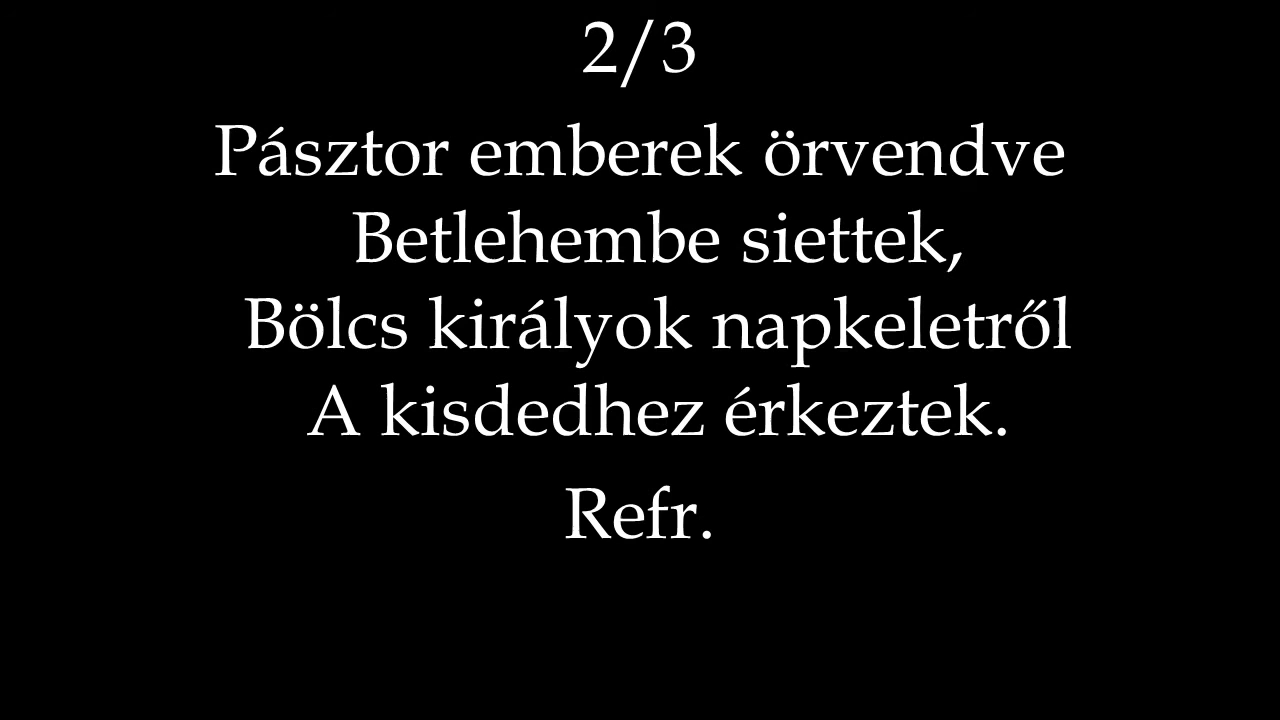 2/3
Pásztor emberek örvendve
Betlehembe siettek,
Bölcs királyok napkeletről
A kisdedhez érkeztek.
Refr.